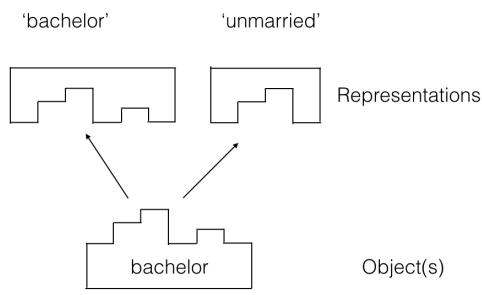 ‘bachelor’ ‘unmarried’
Representations
bachelor
Object(s)